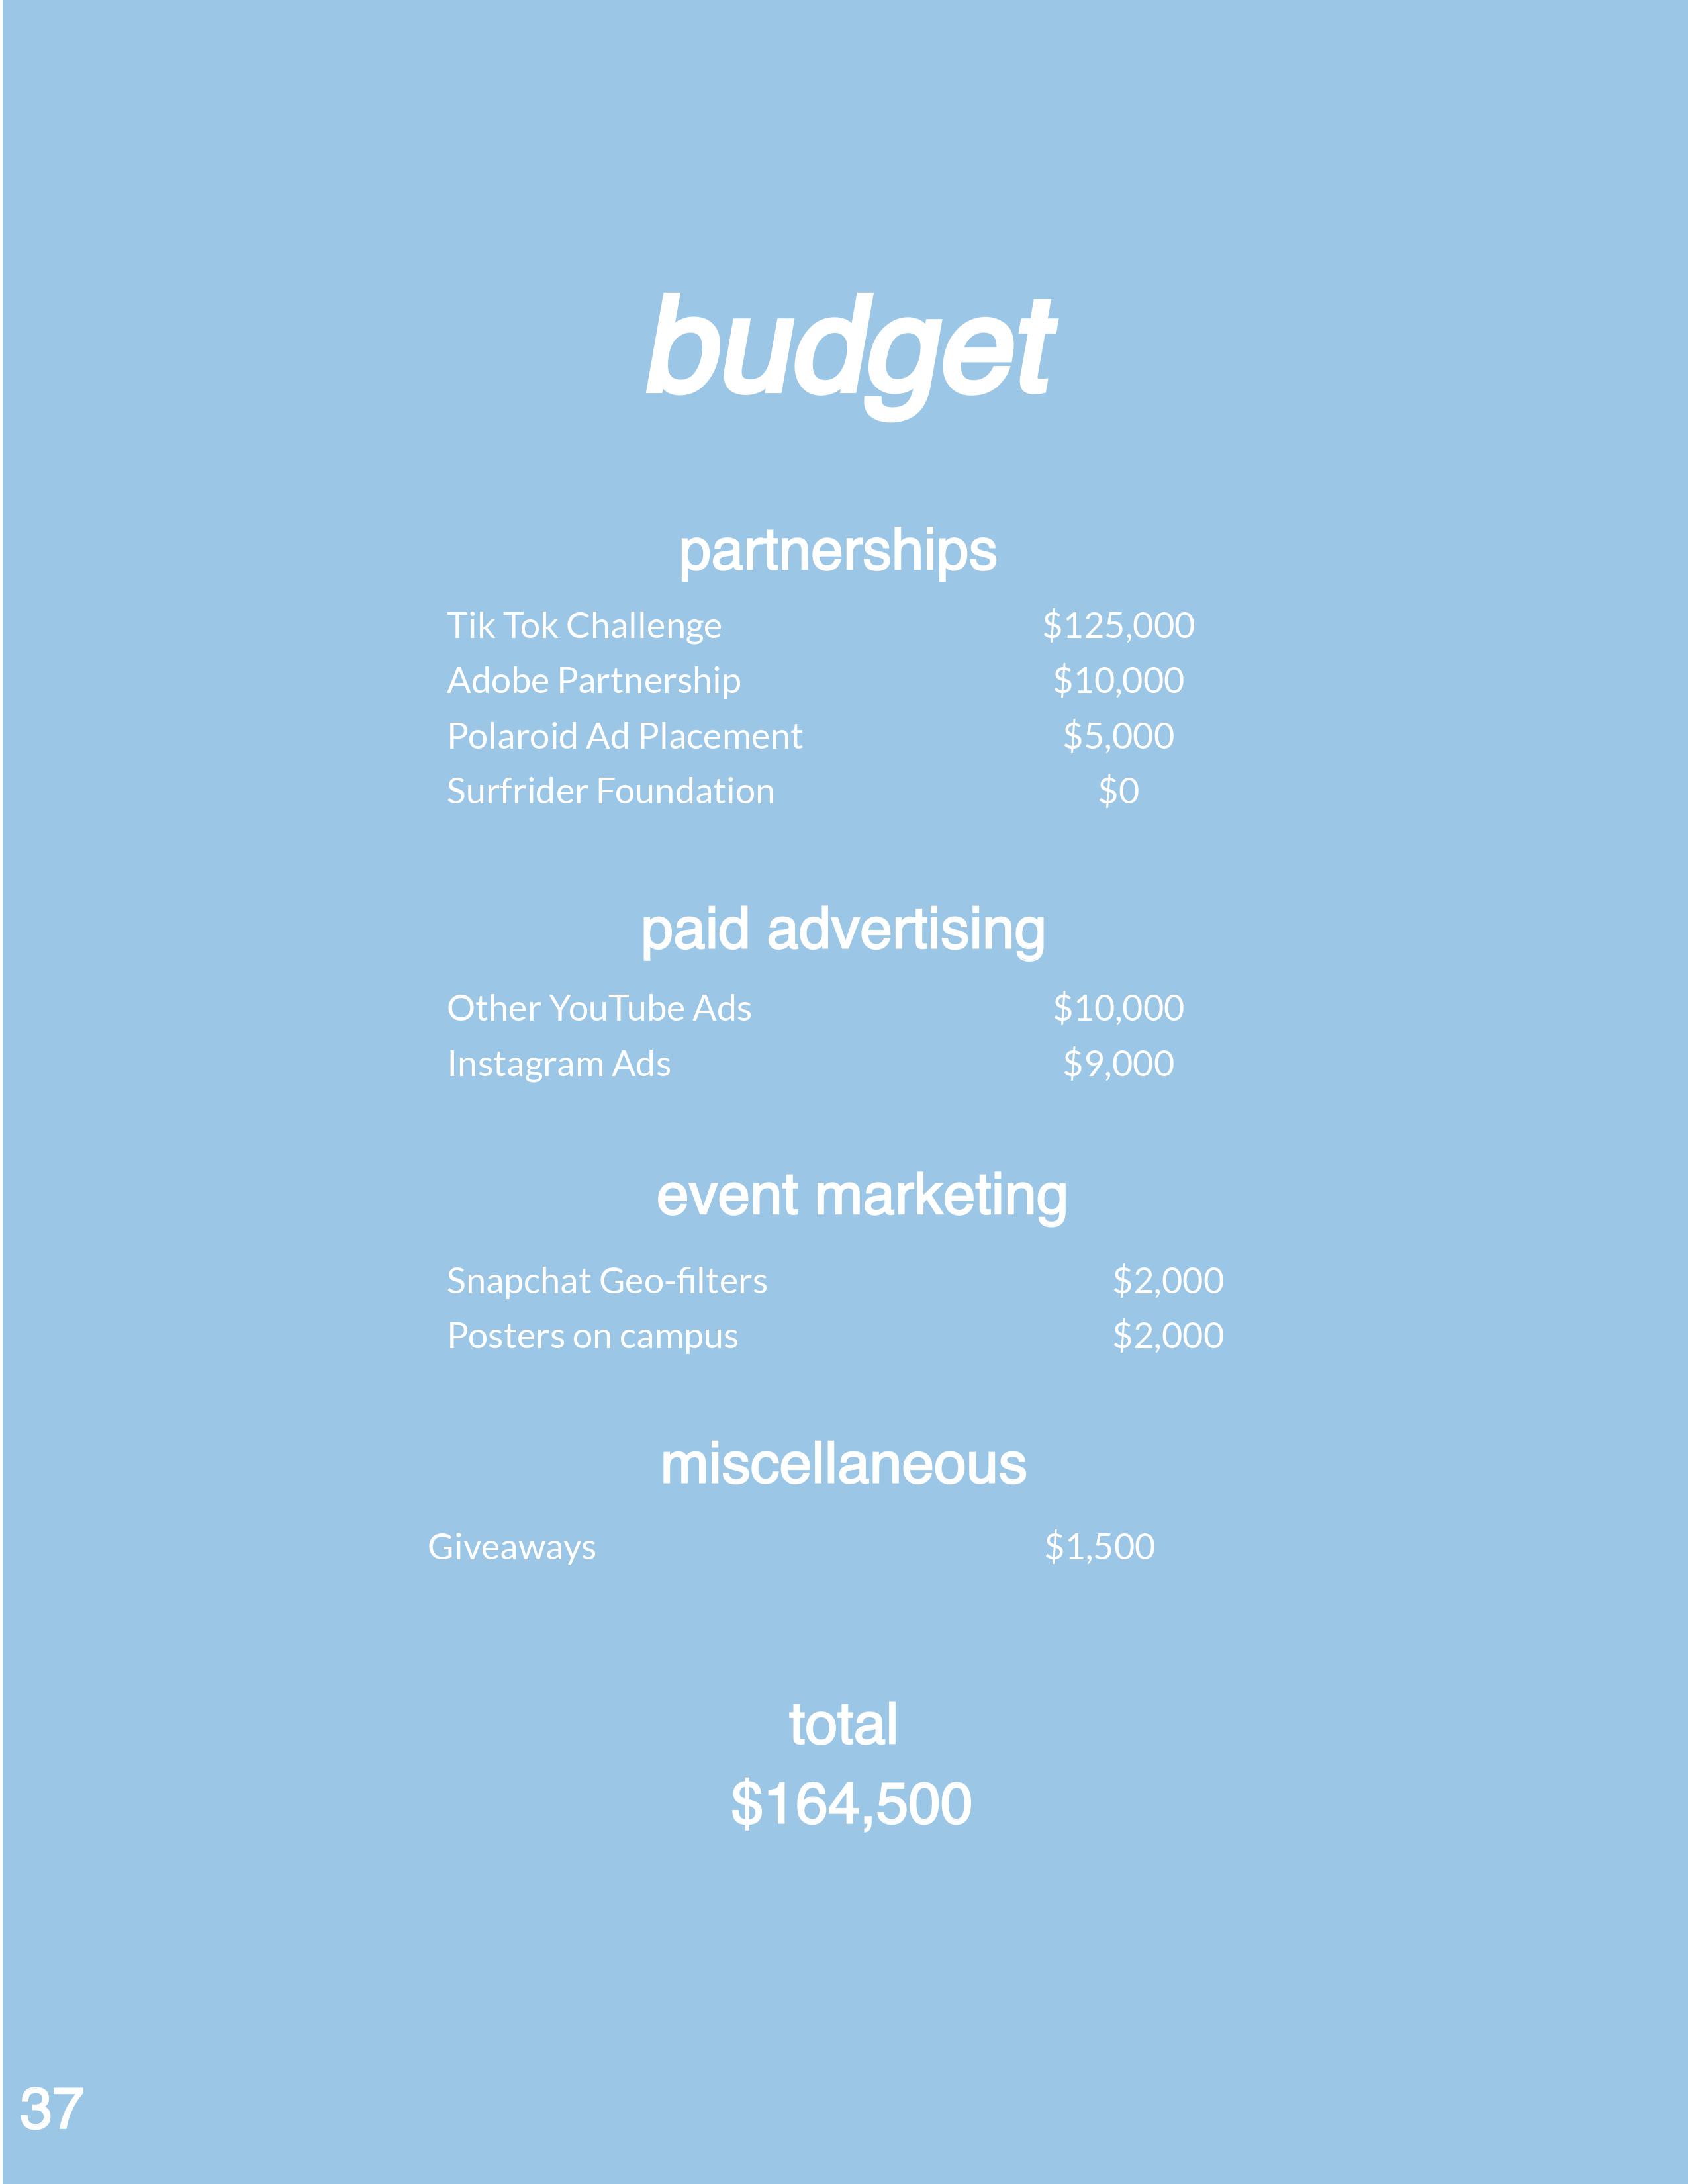 budget
partnerships
Tik Tok Challenge $125,000
Adobe Partnership $10,000
Polaroid Ad Placement $5,000
Surfrider Foundation $0
paid advertising
Other YouTube Ads $10,000
Instagram Ads $9,000
event marketing
Snapchat Geo-filters $2,000
Posters on campus $2,000
miscellaneous
Giveaways $1,500
total
$164,500
37